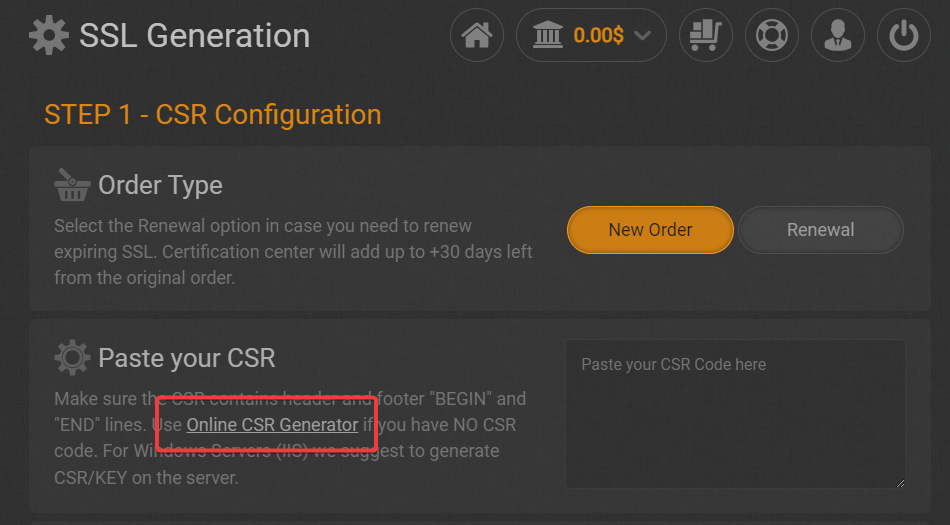 SSL Generation
0.00$
STEP 1 - CSR Configuration
Order Type
Select the Renewal option in case you need to renew
expiring SSL. Certification center will add up to +30 days left
from the original order.
New Order
Renewal
Paste your CSR
Make sure the CSR contains header and footer "BEGIN" and
"END" lines. Use Online CSR Generator if you have NO CSR
code. For Windows Servers (IIS) we suggest to generate
CSR/KEY on the server.
Paste your CSR Code here